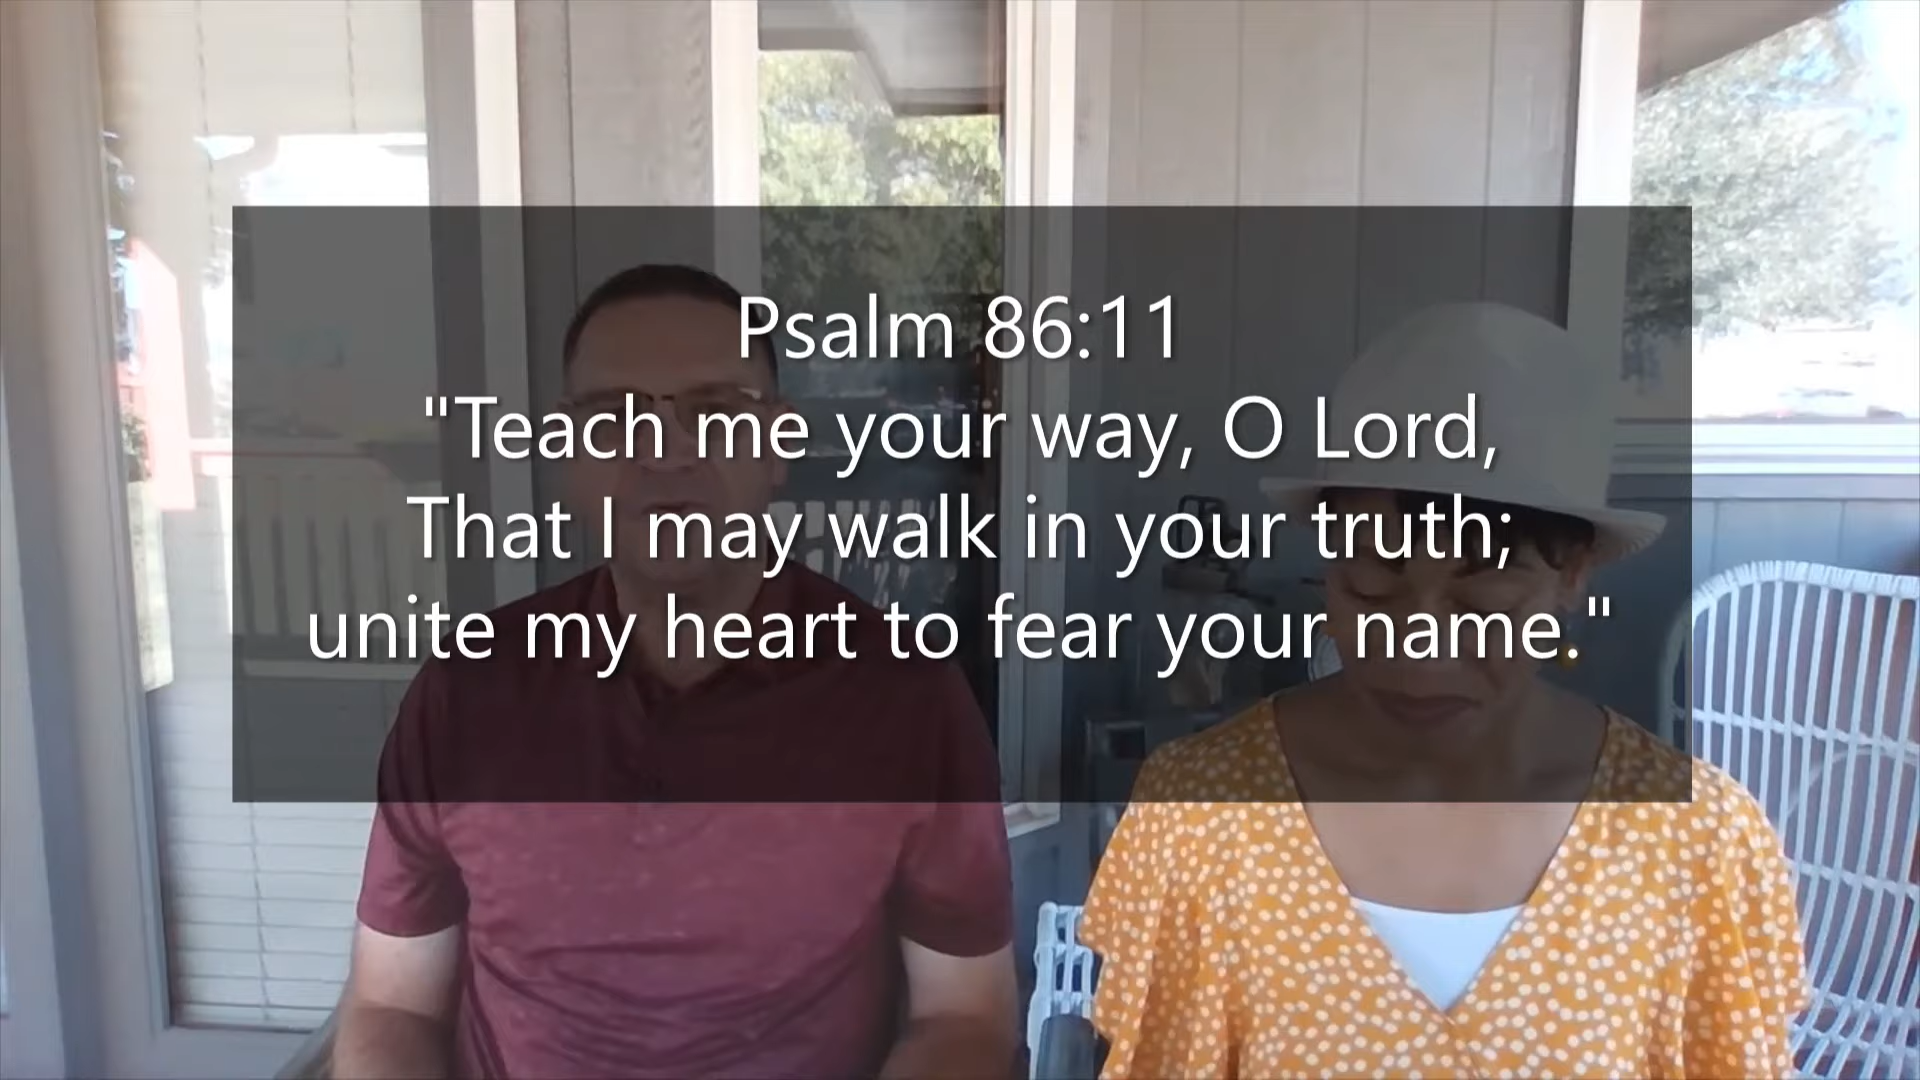 Psalm 86:11
"Teach me your way, O Lord,
That I may walk in your truth;
unite my heart to fear your name."